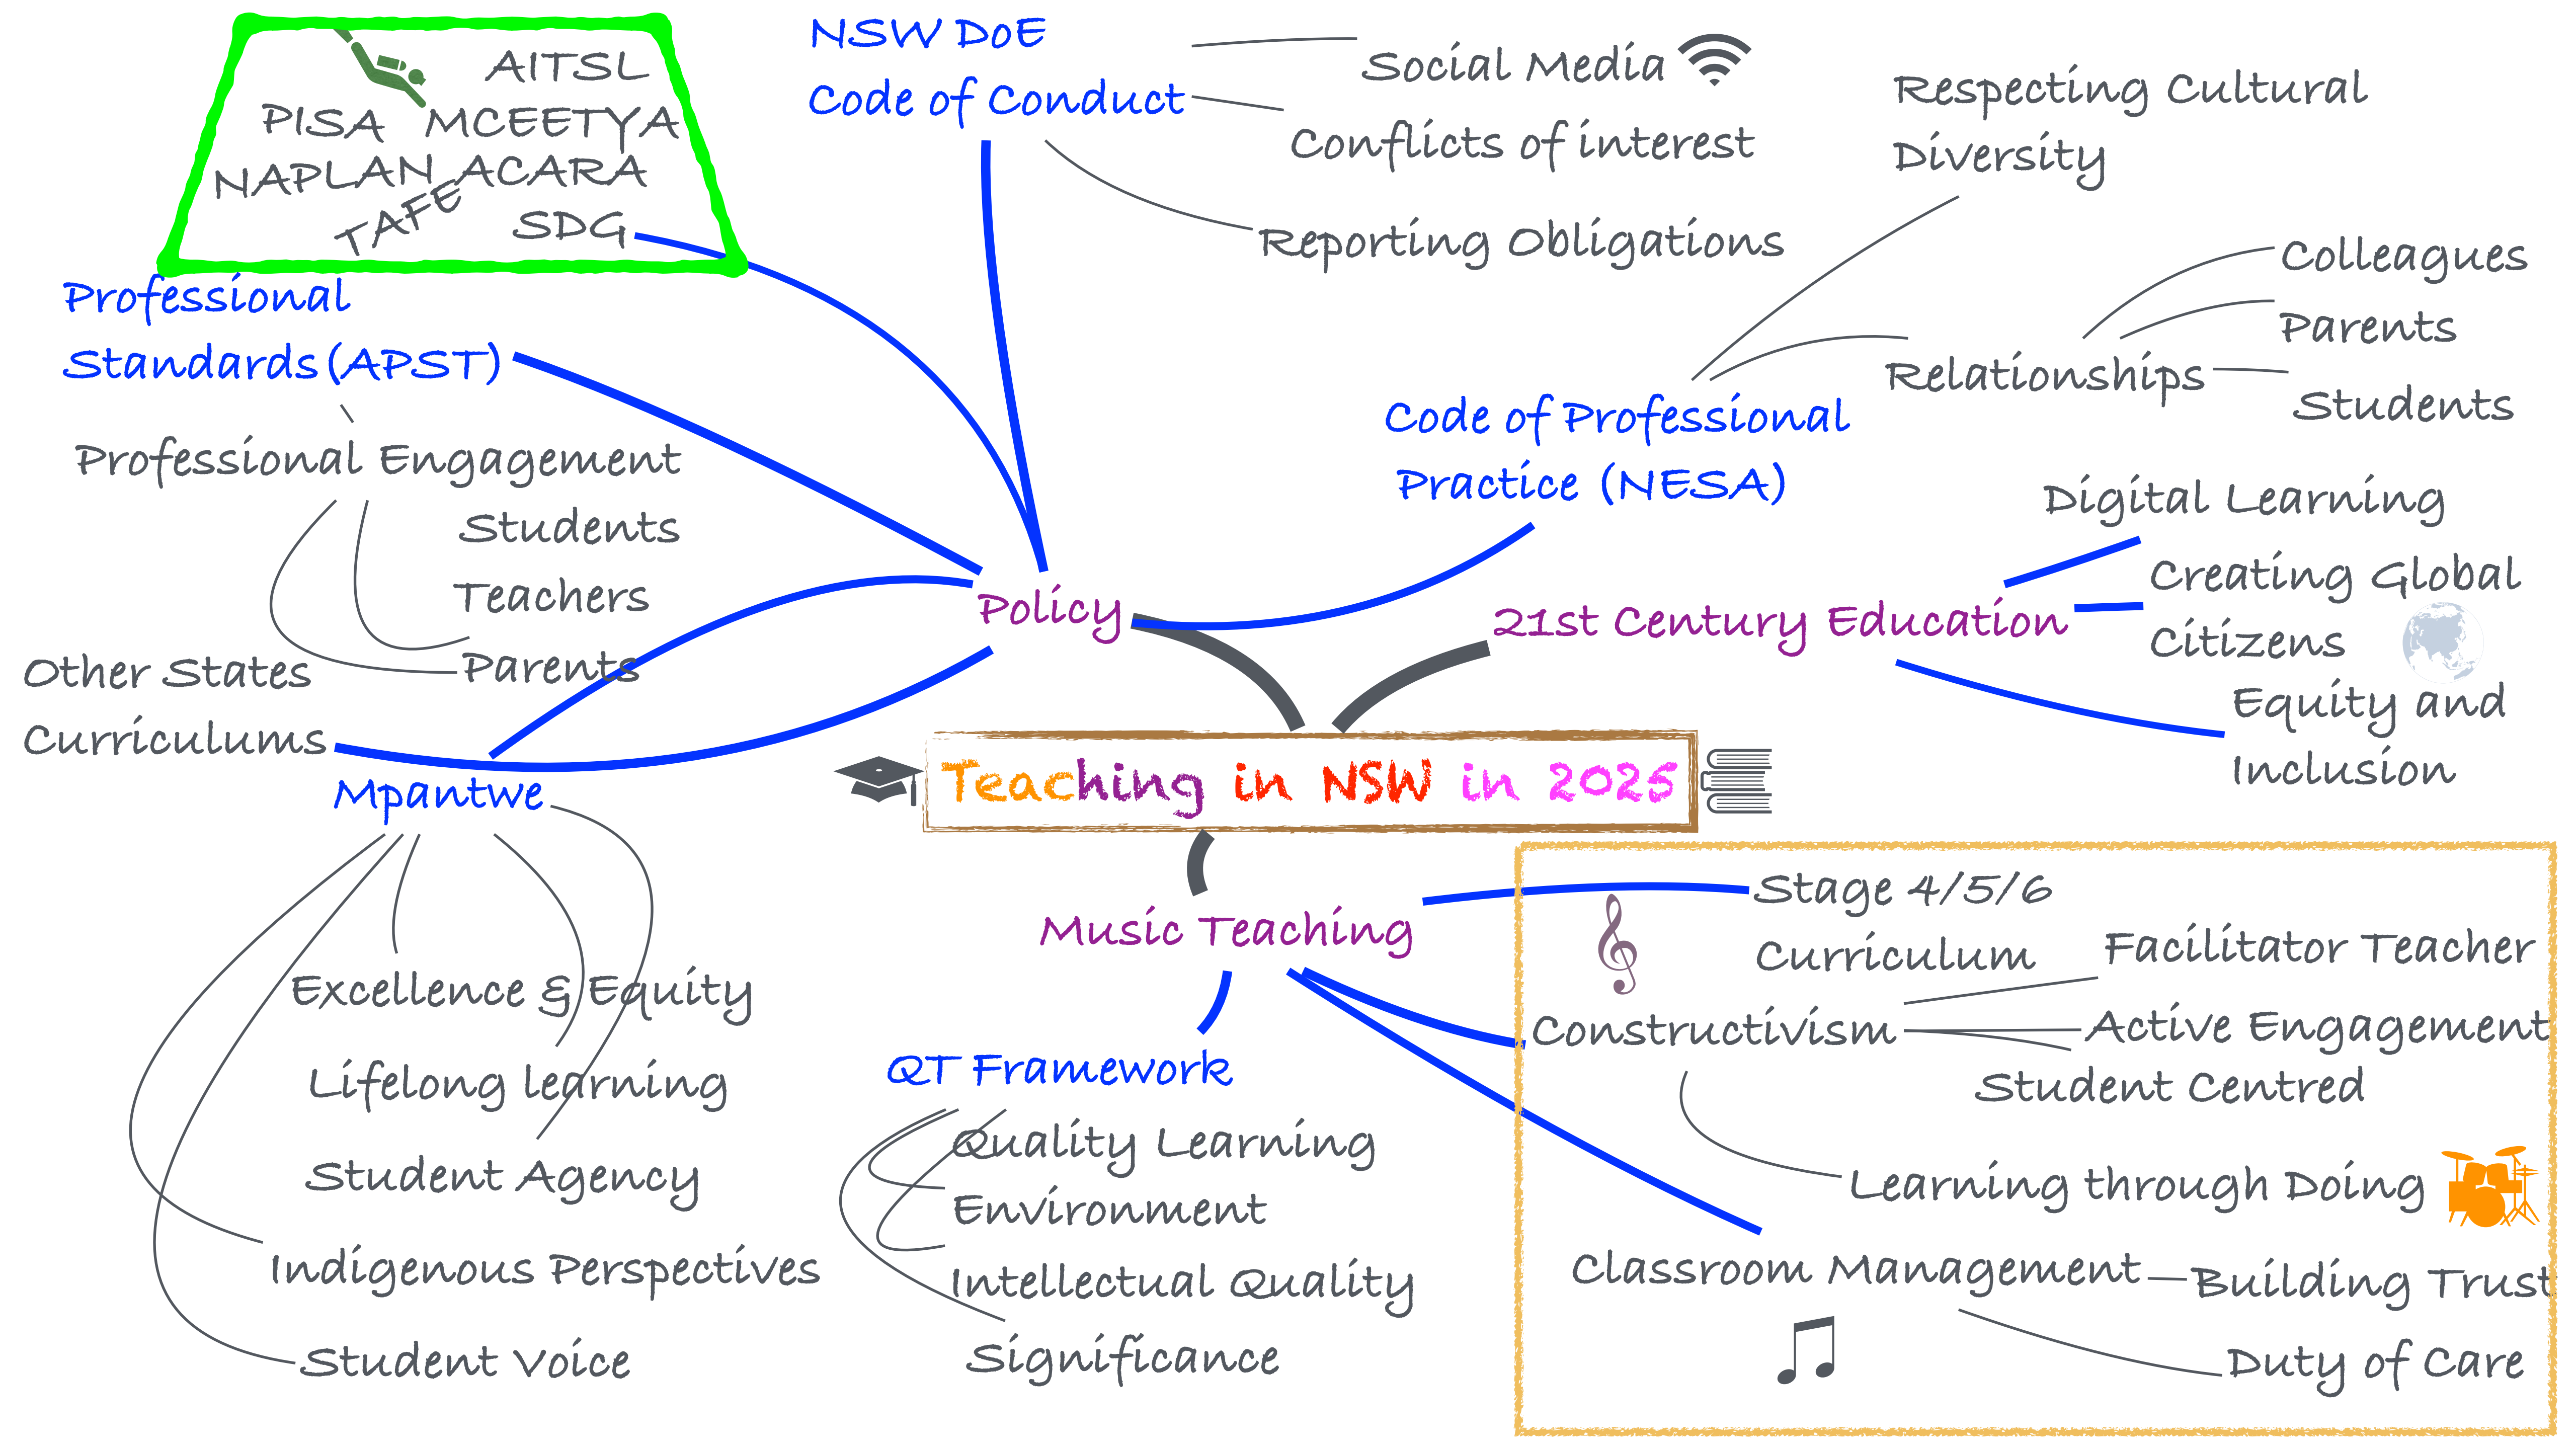 AITSL
PISA MCEETYA
NAPLAN ACARA
TAFE
SDG
NSW DoE
Code of Conduct
Social Media
Conflicts of interest
Reporting Obligations
Respecting Cultural
Diversity
Colleagues
Parents
Relationships
Students
Professional
Standards(APST)
Professional Engagement
Students
Teachers
Parents
Code of Professional
Practice (NESA)
Digital Learning
Creating Global
Citizens
Equity and
Inclusion
21st Century Education
Policy
Other States
Curriculums
Mpantwe
Teaching in NSW in 2025
Excellence & Equity
Lifelong learning
Student Agency
Indigenous Perspectives
Student Voice
Music Teaching
QT Framework
Quality Learning
Environment
Intellectual Quality
Significance
Stage 4/5/6
Curriculum
Facilitator Teacher
Constructivism
Active Engagement
Student Centred
Learning through Doing
Classroom Management
Building Trust
Duty of Care